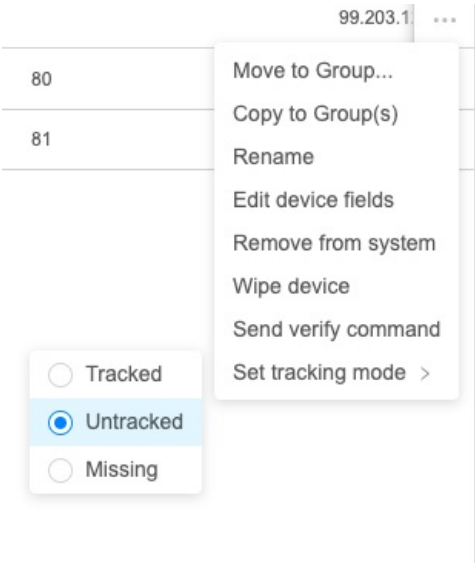 99.203.1
80
81
Move to Group...
Copy to Group(s)
Rename
Edit device fields
Remove from system
Wipe device
Send verify command
Set tracking mode >
Tracked
Untracked
Missing